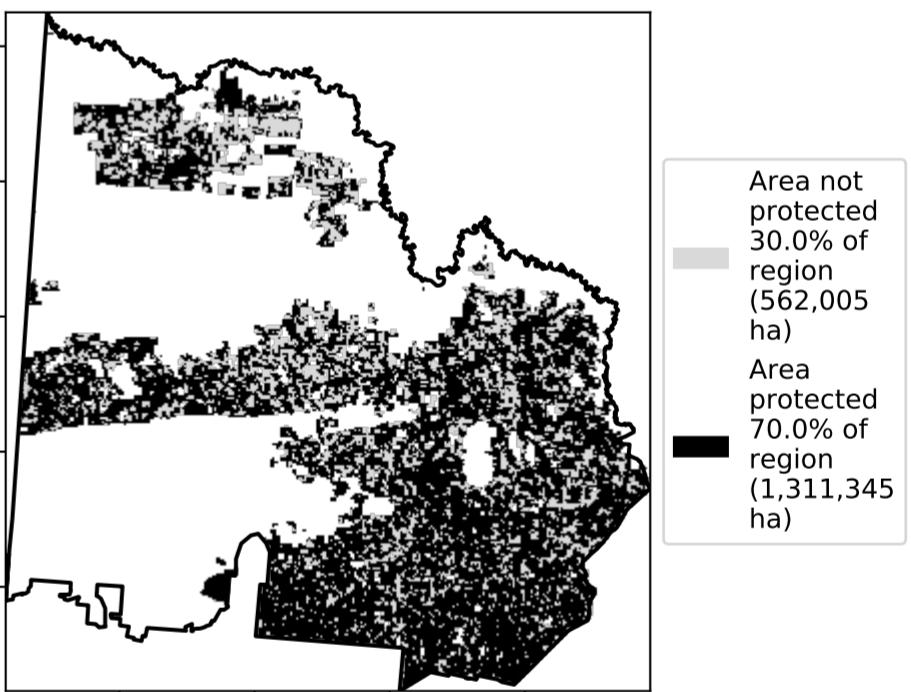 Area not
protected
30.0% of
region
(562,005
ha)
Area
protected
70.0% of
region
(1,311,345
ha)